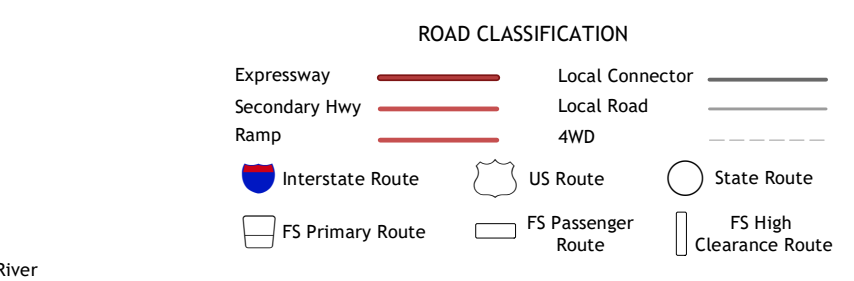 ROAD CLASSIFICATION
Expressway
Local Connector
Secondary Hwy
Local Road
Ramp
4WD
Interstate Route
US Route
State Route
FS Primary Route
FS Passenger
Route
FS High
Clearance Route
River